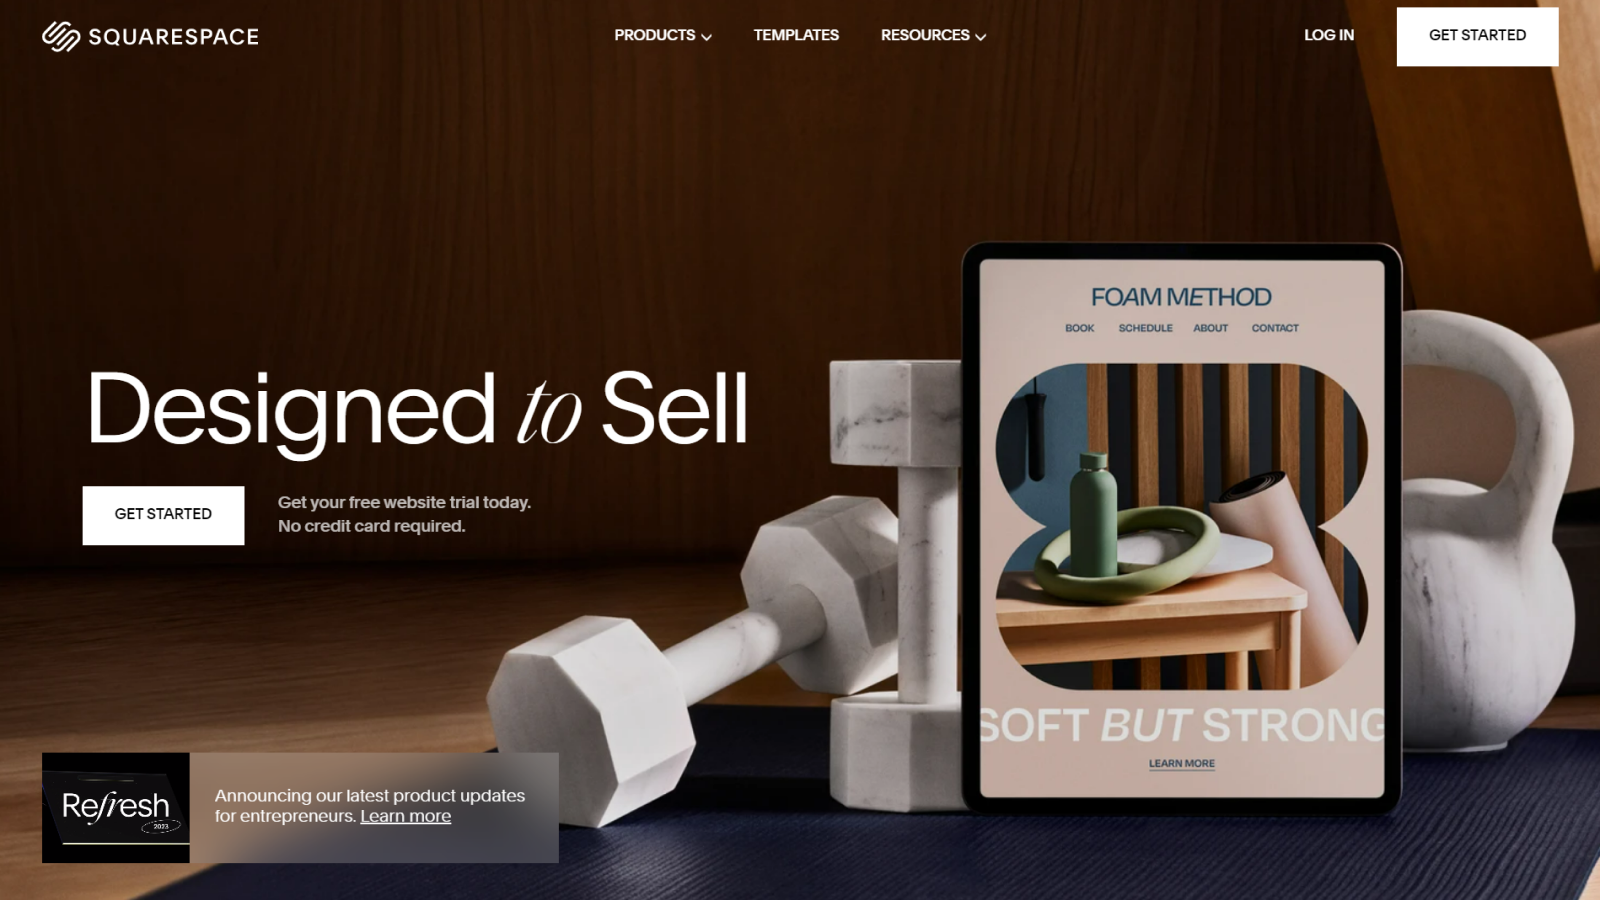 SQUARESPACE
PRODUCTS
TEMPLATES
RESOURCES
LOG IN
GET STARTED
Designed to Sell
GET STARTED
Get your free website trial today.
No credit card required.
FOAM METHOD
BOOK SCHEDULE ABOUT CONTACT
SOFT BUT STRONG
LEARN MORE
Refresh
2023
Announcing our latest product updates
for entrepreneurs. Learn more